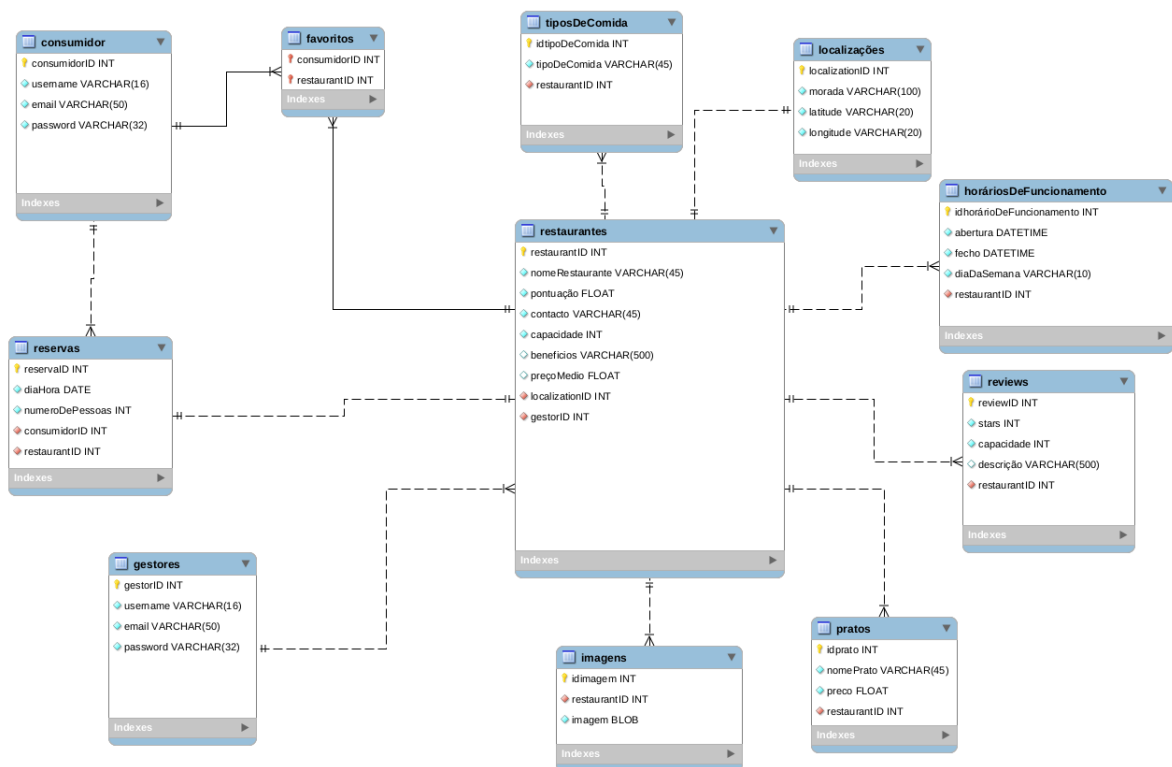 consumidor
consumidorID INT
username VARCHAR(16)
email VARCHAR(50)
password VARCHAR(32)
Indexes
favoritos
consumidorID INT
restaurantID INT
Indexes
tiposDeComida
idtipoDeComida INT
tipoDeComida VARCHAR(45)
restaurantID INT
Indexes
localizações
localizationID INT
morada VARCHAR(100)
latitude VARCHAR(20)
longitude VARCHAR(20)
Indexes
horáriosDeFuncionamento
idhorárioDeFuncionamento INT
abertura DATETIME
fecho DATETIME
diaDaSemana VARCHAR(10)
restaurantID INT
Indexes
restaurantes
restaurantID INT
nomeRestaurante VARCHAR(45)
pontuação FLOAT
contacto VARCHAR(45)
capacidade INT
beneficios VARCHAR(500)
preçoMedio FLOAT
localizationID INT
gestorID INT
Indexes
reservas
reservaID INT
diaHora DATE
numeroDePessoas INT
consumidorID INT
restaurantID INT
Indexes
reviews
reviewID INT
stars INT
capacidade INT
descrição VARCHAR(500)
restaurantID INT
Indexes
gestores
gestorID INT
username VARCHAR(16)
email VARCHAR(50)
password VARCHAR(32)
Indexes
imagens
idimagem INT
restaurantID INT
imagem BLOB
Indexes
pratos
idprato INT
nomePrato VARCHAR(45)
preco FLOAT
restaurantID INT
Indexes